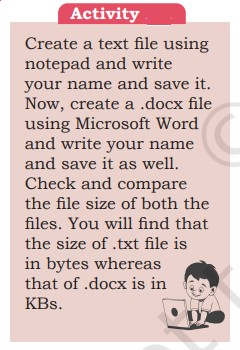 Activity
Create a text file using
notepad and write
your name and save it.
Now, create a .docx file
using Microsoft Word
and write your name
and save it as well.
Check and compare
the file size of both the
files. You will find that
the size of .txt file is
in bytes whereas
that of .docx is in
KBs.